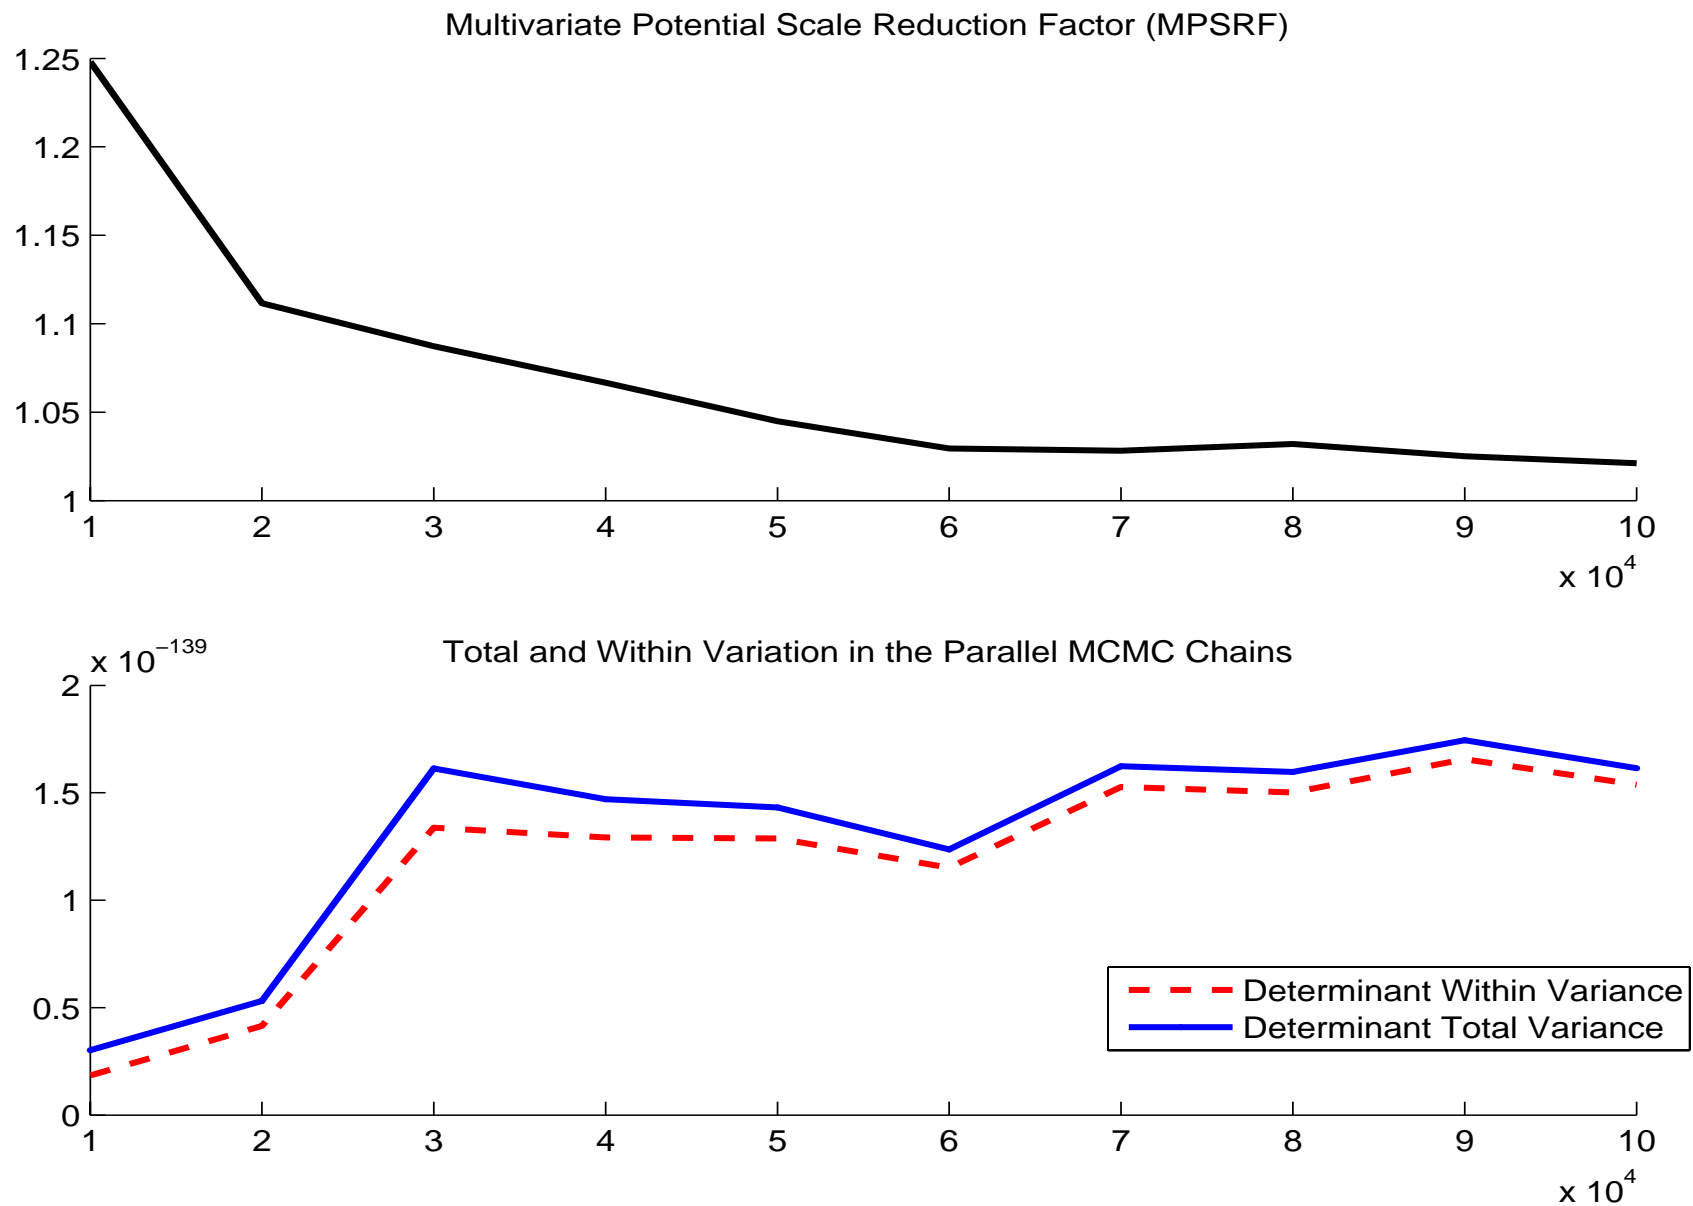 Multivariate Potential Scale Reduction Factor (MPSRF)
1.25
1.2
1.15
1.1
1.05
1
1 2 3 4 5 6 7 8 9 10
x 10^4
x 10^−139
Total and Within Variation in the Parallel MCMC Chains
2
1.5
1
0.5
0
Determinant Within Variance
Determinant Total Variance
1 2 3 4 5 6 7 8 9 10
x 10^4